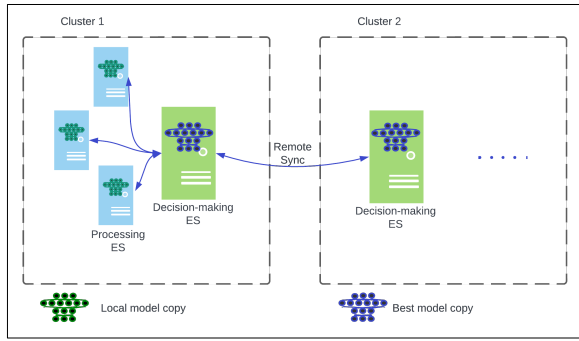 Cluster 1
Cluster 2
Remote
Sync
Decision-making
ES
Processing
ES
Decision-making
ES
Local model copy
Best model copy